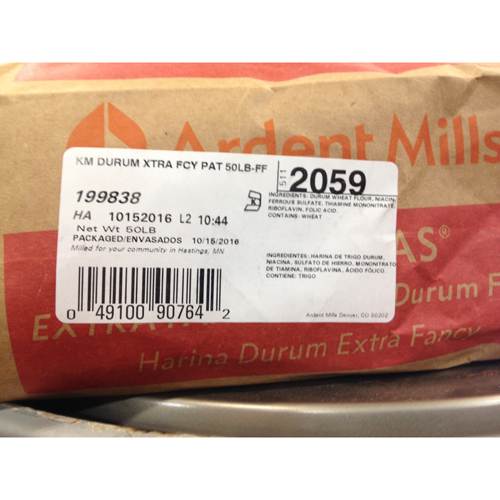 Ardent Mills
KM DURUM XTRA FCY PAT 50LB-FF
511 2059
199838
HA 10152016 L2 10:44
Net Wt 50LB
PACKAGED/ENVASADOS 10/15/2016
Milled for your community in Hastings, MN
INGREDIENTS: DURUM WHEAT FLOUR, NIACIN,
FERROUS SULFATE, THIAMINE MONONITRATE,
RIBOFLAVIN, FOLIC ACID.
CONTAINS: WHEAT
INGREDIENTES: HARINA DE TRIGO DURUM,
NIACINA, SULFATO DE HIERRO, MONONITRATO
DE TIAMINA, RIBOFLAVINA, ÁCIDO FÓLICO.
CONTIENE: TRIGO
0 49100 90764 2
Ardent Mills Denver, CO 80202
AS®
Durum F
EXTRA
Harina Durum Extra Fancy